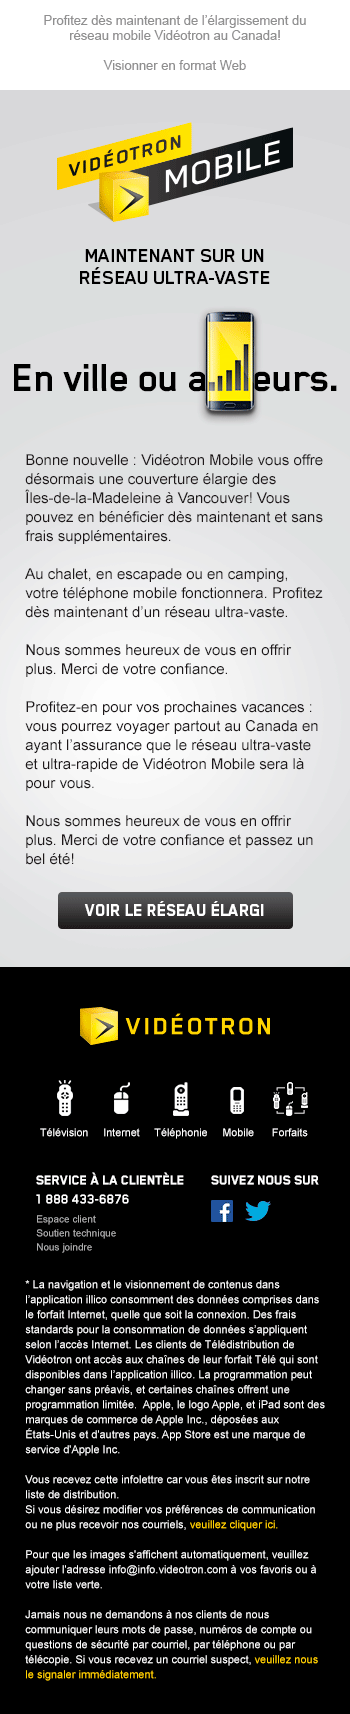 Profitez dès maintenant de l'élargissement du
réseau mobile Vidéotron au Canada!
Visionner en format Web
VIDÉOTRON
MOBILE
MAINTENANT SUR UN
RÉSEAU ULTRA-VASTE
En ville ou a eurs.
Bonne nouvelle : Vidéotron Mobile vous offre
désormais une couverture élargie des
Îles-de-la-Madeleine à Vancouver! Vous
pouvez en bénéficier dès maintenant et sans
frais supplémentaires.
Au chalet, en escapade ou en camping,
votre téléphone mobile fonctionnera. Profitez
dès maintenant d'un réseau ultra-vaste.
Nous sommes heureux de vous en offrir
plus. Merci de votre confiance.
Profitez-en pour vos prochaines vacances :
vous pourrez voyager partout au Canada en
ayant l'assurance que le réseau ultra-vaste
et ultra-rapide de Vidéotron Mobile sera là
pour vous.
Nous sommes heureux de vous en offrir
plus. Merci de votre confiance et passez un
bel été!
VOIR LE RÉSEAU ÉLARGI
VIDÉOTRON
Télévision Internet Téléphonie Mobile Forfaits
SERVICE À LA CLIENTÈLE
1 888 433-6876
Espace client
Soutien technique
Nous joindre
SUIVEZ NOUS SUR
* La navigation et le visionnement de contenus dans
l'application illico consomment des données comprises dans
le forfait Internet, quelle que soit la connexion. Des frais
standards pour la consommation de données s'appliquent
selon l'accès Internet. Les clients de Télédistribution de
Vidéotron ont accès aux chaînes de leur forfait Télé qui sont
disponibles dans l'application illico. La programmation peut
changer sans préavis, et certaines chaînes offrent une
programmation limitée. Apple, le logo Apple, et iPad sont des
marques de commerce de Apple Inc., déposées aux
États-Unis et d'autres pays. App Store est une marque de
service d'Apple Inc.
Vous recevez cette infolettre car vous êtes inscrit sur notre
liste de distribution.
Si vous désirez modifier vos préférences de communication
ou ne plus recevoir nos courriels, veuillez cliquer ici.
Pour que les images s'affichent automatiquement, veuillez
ajouter l'adresse info@info.videotron.com à vos favoris ou à
votre liste verte.
Jamais nous ne demandons à nos clients de nous
communiquer leurs mots de passe, numéros de compte ou
questions de sécurité par courriel, par téléphone ou par
télécopie. Si vous recevez un courriel suspect, veuillez nous
le signaler immédiatement.